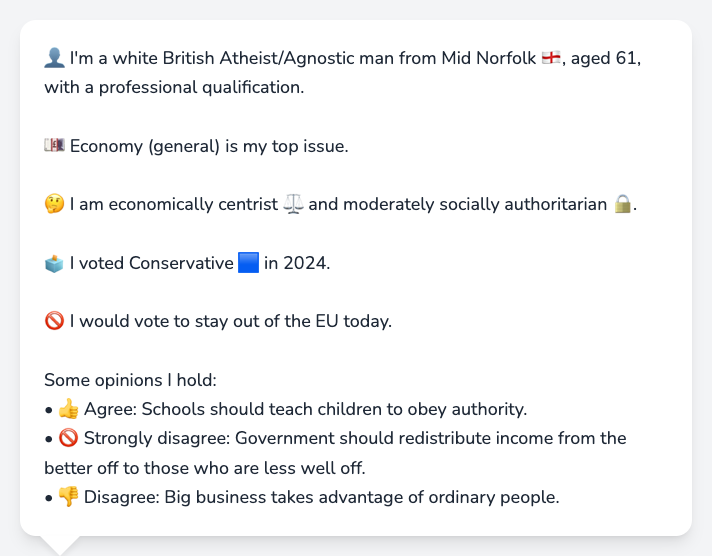 👤 I'm a white British Atheist/Agnostic man from Mid Norfolk 🏴󠁧󠁢󠁥󠁮󠁧󠁿, aged 61,
with a professional qualification.
💷 Economy (general) is my top issue.
🤔 I am economically centrist ⚖️ and moderately socially authoritarian 🔒.
🗳️ I voted Conservative 🟦 in 2024.
🚫 I would vote to stay out of the EU today.
Some opinions I hold:
• 👍 Agree: Schools should teach children to obey authority.
• 🚫 Strongly disagree: Government should redistribute income from the
better off to those who are less well off.
• 👎 Disagree: Big business takes advantage of ordinary people.